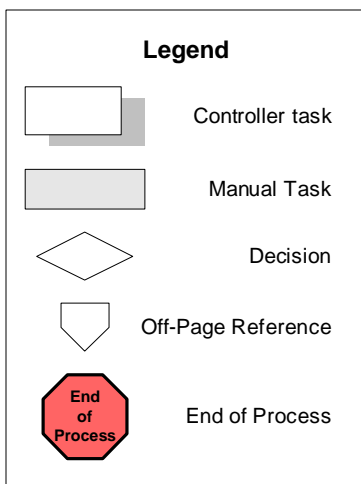 Legend
Controller task
Manual Task
Decision
Off-Page Reference
End
of
Process
End of Process